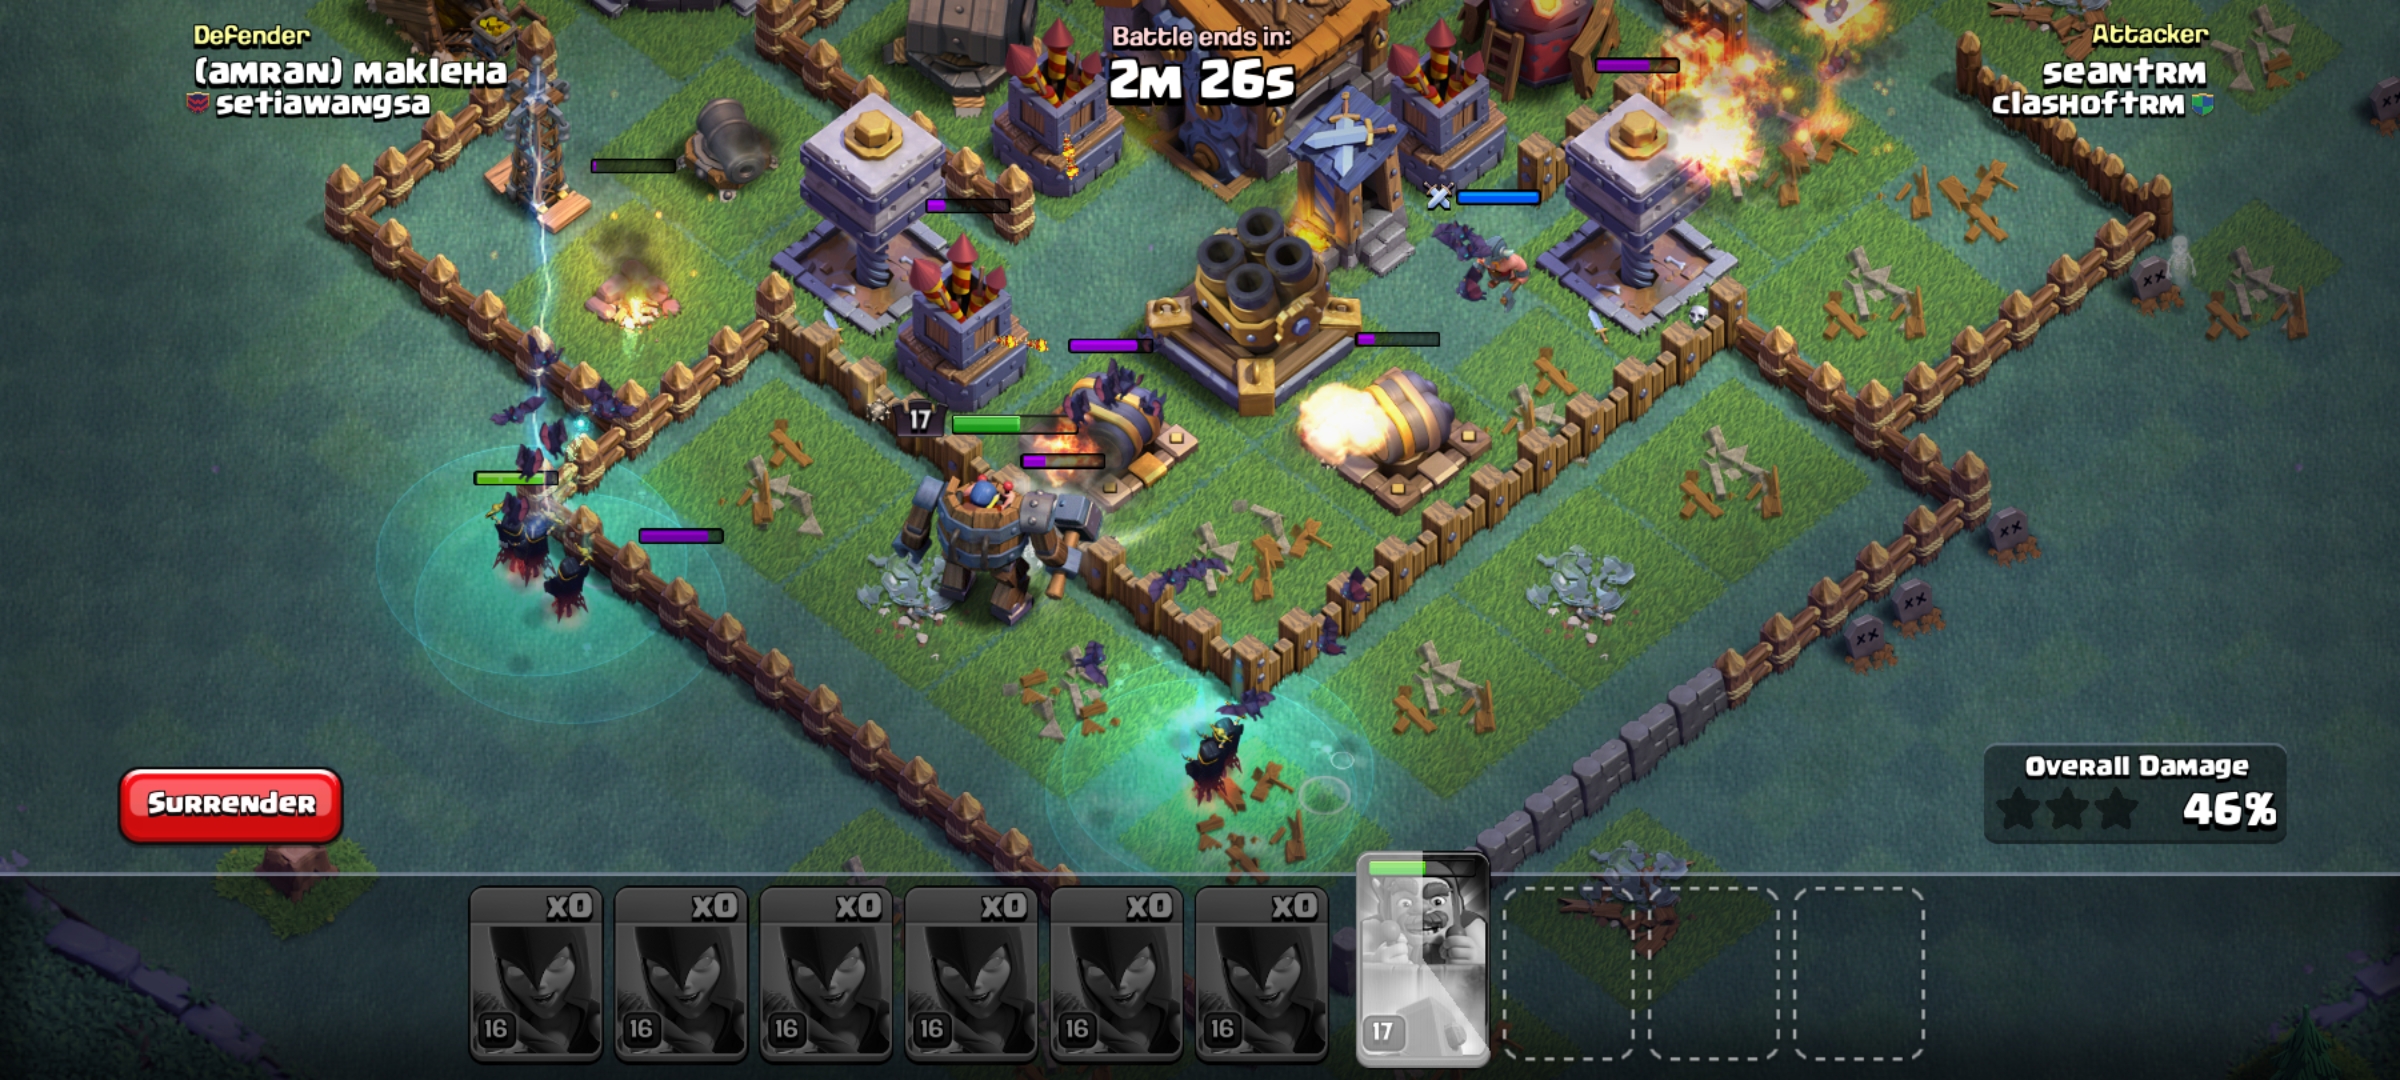 Defender
(amran) makleha
setiawangsa
Battle ends in:
2m 26s
Attacker
seantrm
clashoftrm
17
Surrender
Overall Damage
46%
x0
x0
x0
x0
x0
x0
16
16
16
16
16
16
17